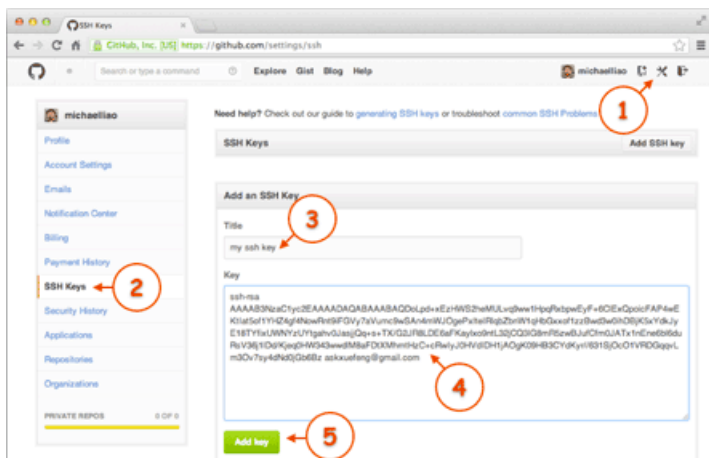 SSH Keys
GitHub, Inc. [US] https://github.com/settings/ssh
Search or type a command
Explore Gist Blog Help
michaelliao
1
michaelliao
Profile
Account Settings
Emails
Notification Center
Billing
Payment History
SSH Keys
2
Security History
Applications
Repositories
Organizations
PRIVATE REPOS 0 OF 0
Need help? Check out our guide to generating SSH keys or troubleshoot common SSH Problems
SSH Keys
Add SSH key
Add an SSH Key
Title
3
my ssh key
Key
ssh-rsa
askxuefeng@gmail.com
4
Add key
5